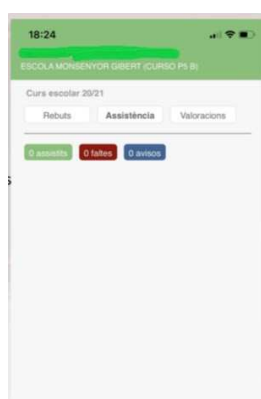 18:24
ESCOLA MONSENYOR GIBERT (CURSO P5 B)
Curs escolar 20/21
Rebuts Assistència Valoracions
0 assistits 0 faltes 0 avisos
s